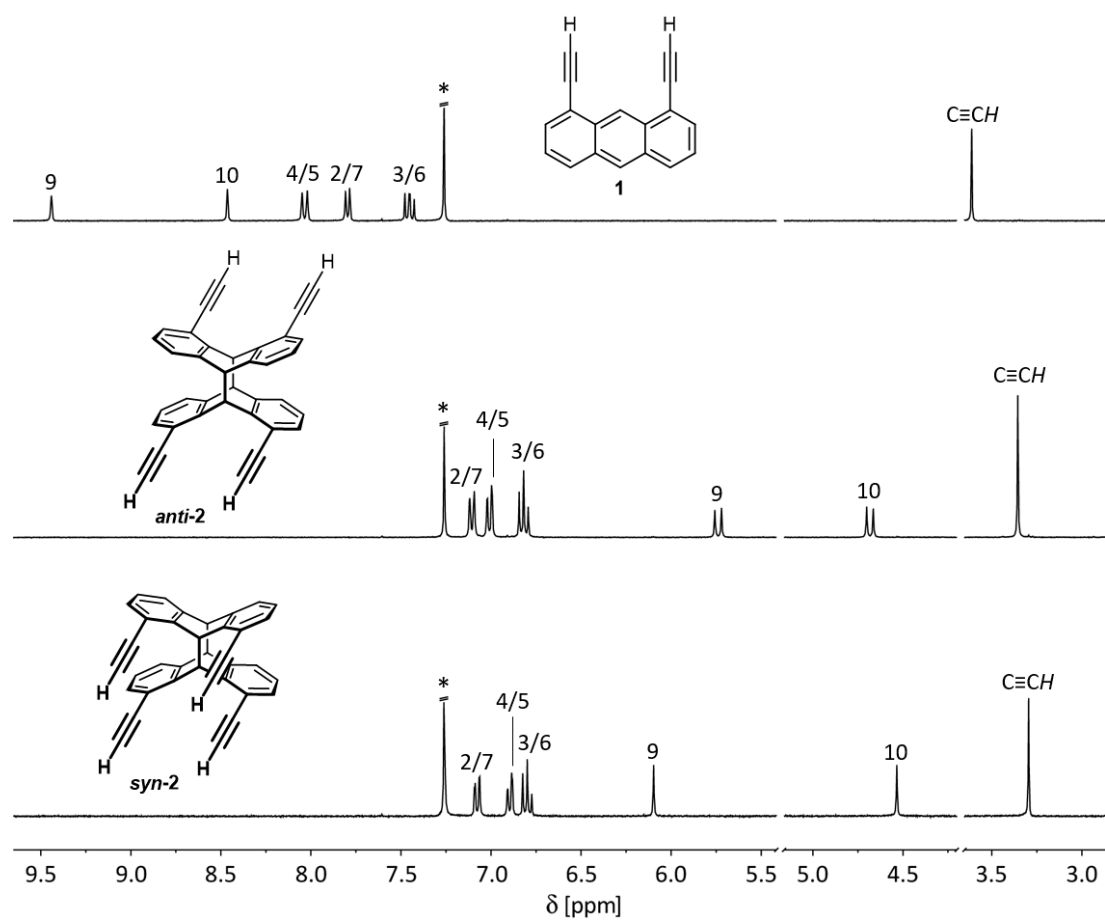 H H
1
* C≡CH
9 10 4/5 2/7 3/6
H H
H H
anti-2
* C≡CH
2/7 4/5 3/6 9 10
H H
H H
syn-2
* C≡CH
2/7 4/5 3/6 9 10
9.5 9.0 8.5 8.0 7.5 7.0 6.5 6.0 5.5 5.0 4.5 3.5 3.0
δ [ppm]